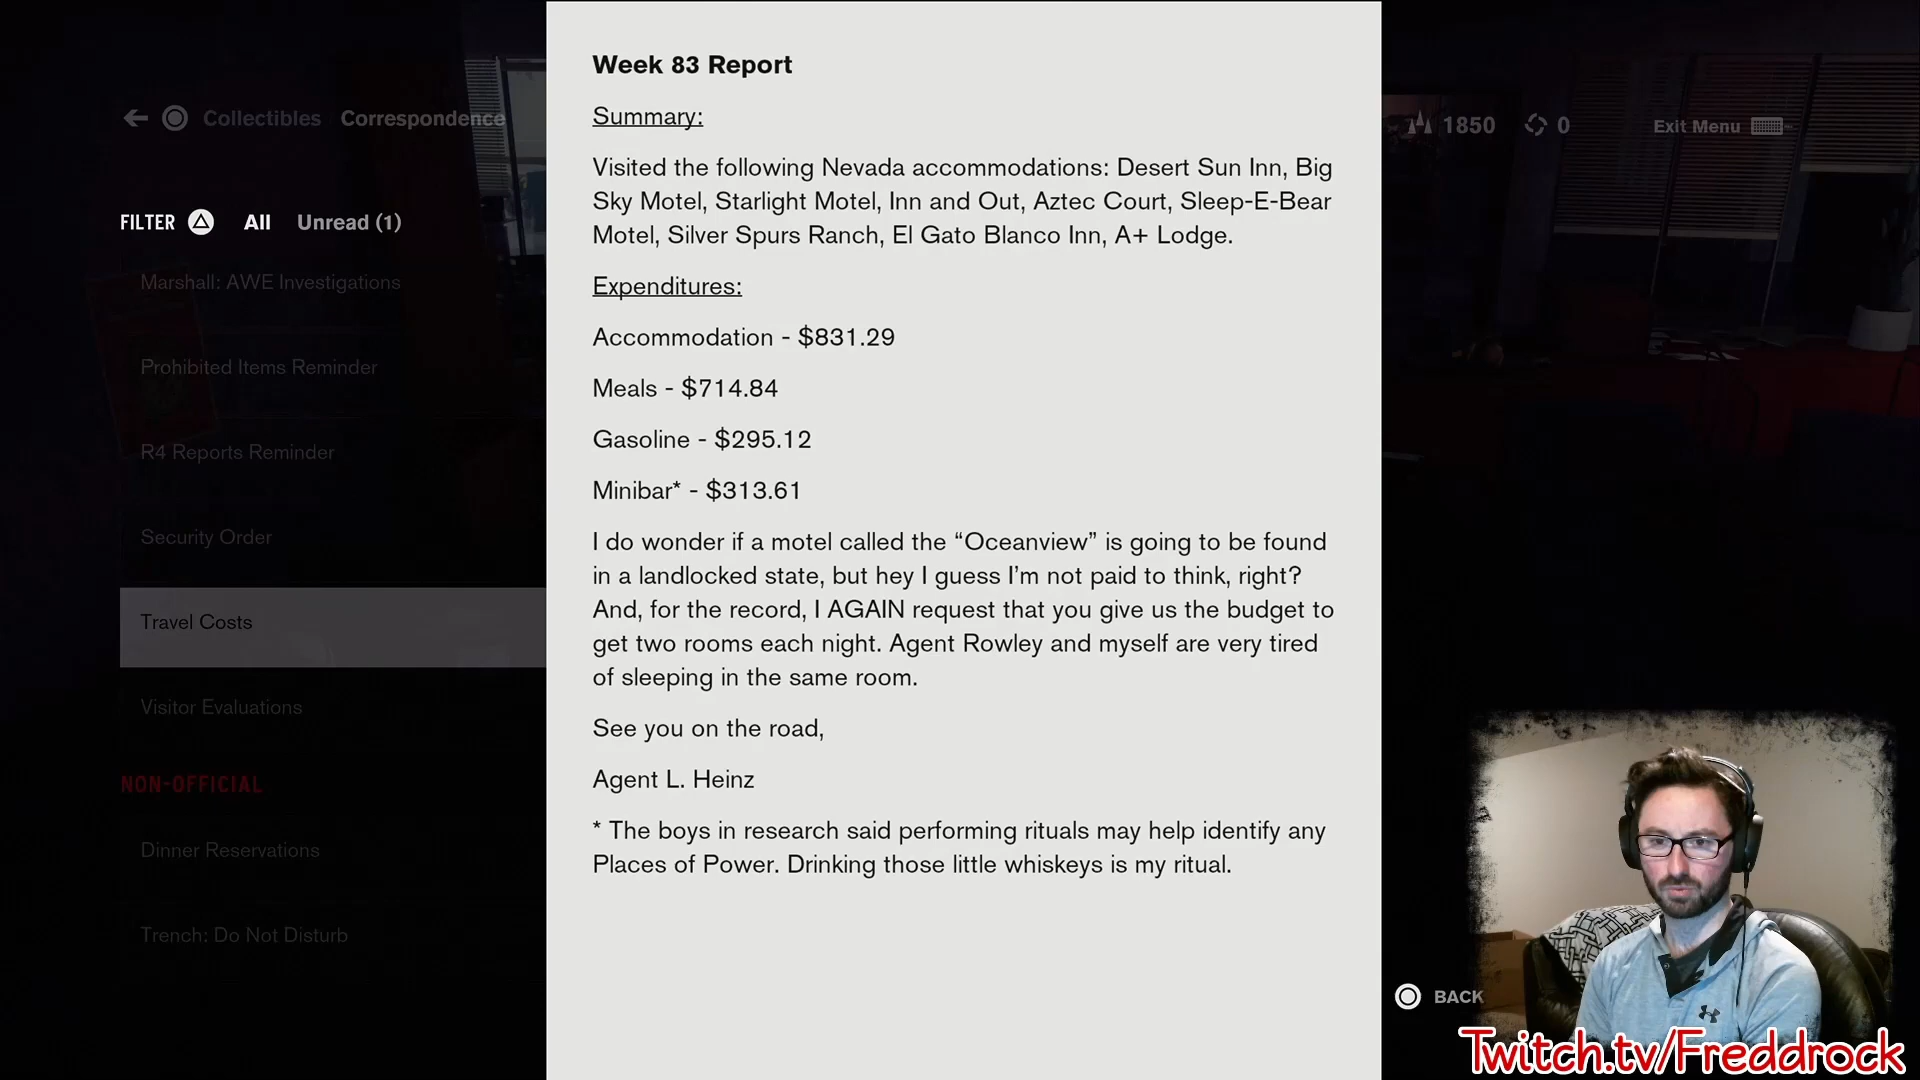 Collectibles Correspondence
1850 0 Exit Menu
FILTER All Unread (1)
Marshall: AWE Investigations
Prohibited Items Reminder
R4 Reports Reminder
Security Order
Travel Costs
Visitor Evaluations
NON-OFFICIAL
Dinner Reservations
Trench: Do Not Disturb
Week 83 Report
Summary:
Visited the following Nevada accommodations: Desert Sun Inn, Big
Sky Motel, Starlight Motel, Inn and Out, Aztec Court, Sleep-E-Bear
Motel, Silver Spurs Ranch, El Gato Blanco Inn, A+ Lodge.
Expenditures:
Accommodation - $831.29
Meals - $714.84
Gasoline - $295.12
Minibar* - $313.61
I do wonder if a motel called the “Oceanview” is going to be found
in a landlocked state, but hey I guess I’m not paid to think, right?
And, for the record, I AGAIN request that you give us the budget to
get two rooms each night. Agent Rowley and myself are very tired
of sleeping in the same room.
See you on the road,
Agent L. Heinz
* The boys in research said performing rituals may help identify any
Places of Power. Drinking those little whiskeys is my ritual.
BACK
Twitch.tv/Freddrock